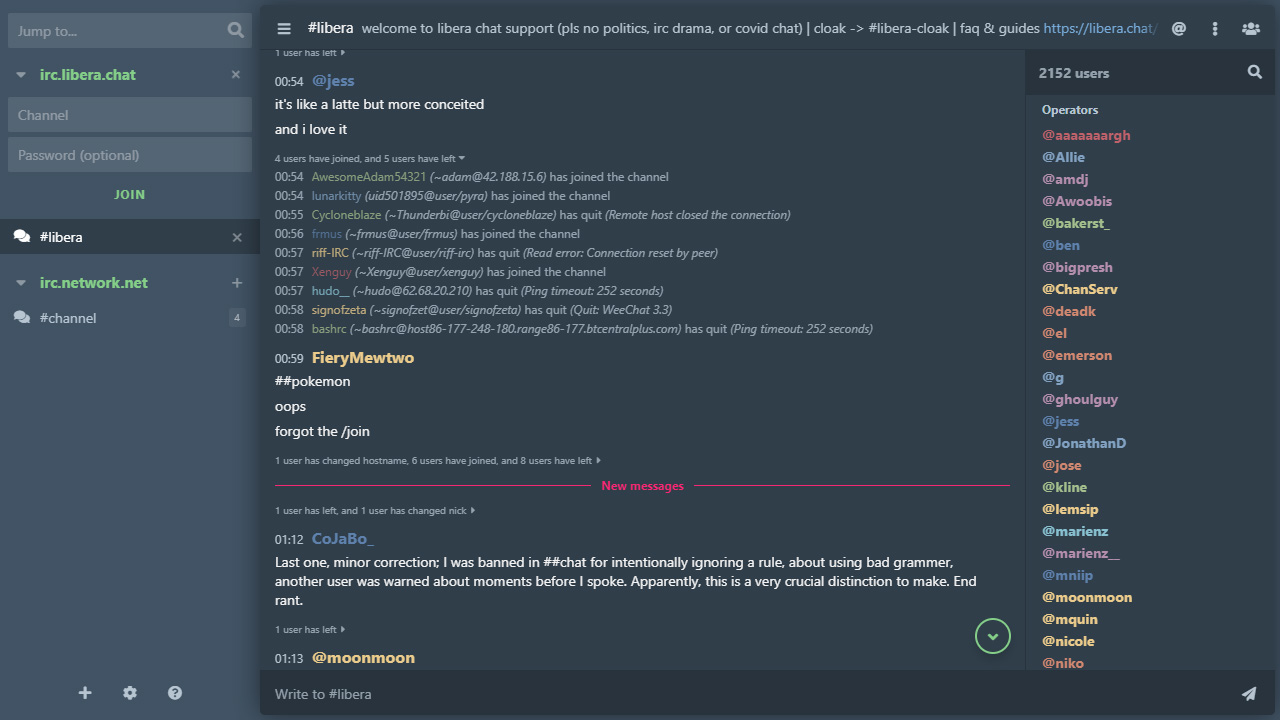 Jump to...
irc.libera.chat
Channel
Password (optional)
JOIN
#libera
irc.network.net
#channel
4
#libera welcome to libera chat support (pls no politics, irc drama, or covid chat) | cloak -> #libera-cloak | faq & guides https://libera.chat/
1 user has left
00:54 @jess
it's like a latte but more conceited
and i love it
4 users have joined, and 5 users have left
00:54 AwesomeAdam54321 (~adam@42.188.15.6) has joined the channel
00:54 lunarkitty (uid501895@user/pyra) has joined the channel
00:55 Cycloneblaze (~Thunderbi@user/cycloneblaze) has quit (Remote host closed the connection)
00:56 frmus (~frmus@user/frmus) has joined the channel
00:57 riff-IRC (~riff-IRC@user/riff-irc) has quit (Read error: Connection reset by peer)
00:57 Xenguy (~Xenguy@user/xenguy) has joined the channel
00:57 hudo__ (~hudo@62.68.20.210) has quit (Ping timeout: 252 seconds)
00:58 signofzeta (~signofzet@user/signofzeta) has quit (Quit: WeeChat 3.3)
00:58 bashrc (~bashrc@host86-177-248-180.range86-177.btcentralplus.com) has quit (Ping timeout: 252 seconds)
00:59 FieryMewtwo
##pokemon
oops
forgot the /join
1 user has changed hostname, 6 users have joined, and 8 users have left
New messages
1 user has left, and 1 user has changed nick
01:12 CoJaBo_
Last one, minor correction; I was banned in ##chat for intentionally ignoring a rule, about using bad grammer,
another user was warned about moments before I spoke. Apparently, this is a very crucial distinction to make. End
rant.
1 user has left
01:13 @moonmoon
Write to #libera
2152 users
Operators
@aaaaaaargh
@Allie
@amdj
@Awoobis
@bakerst_
@ben
@bigpresh
@ChanServ
@deadk
@el
@emerson
@g
@ghoulguy
@jess
@JonathanD
@jose
@kline
@lemsip
@marienz
@marienz__
@mniip
@moonmoon
@mquin
@nicole
@niko